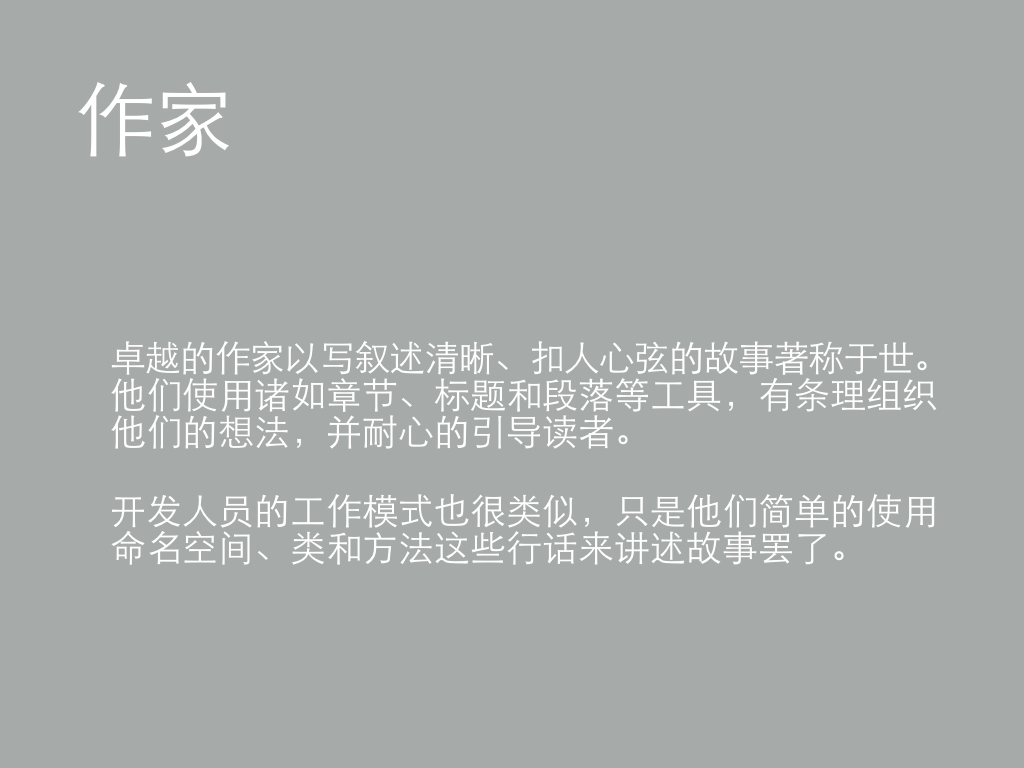 作家
卓越的作家以写叙述清晰、扣人心弦的故事著称于世。
他们使用诸如章节、标题和段落等工具，有条理组织
他们的想法，并耐心的引导读者。
开发人员的工作模式也很类似，只是他们简单的使用
命名空间、类和方法这些行话来讲述故事罢了。